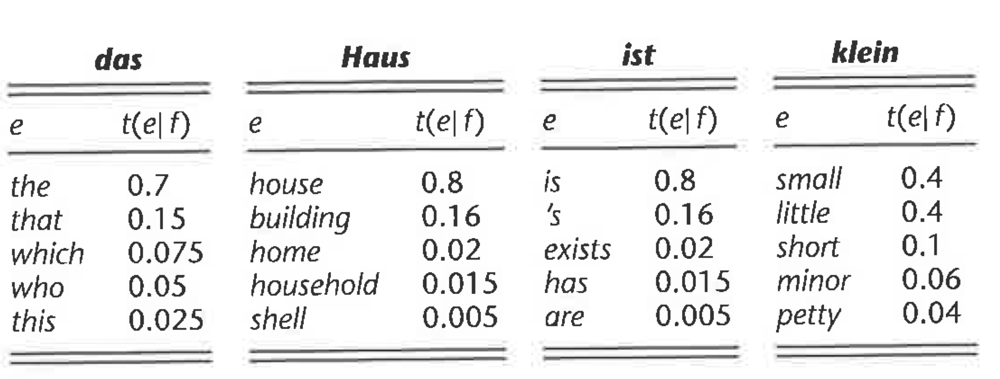 das Haus ist klein
e t(e| f) e t(e| f) e t(e| f) e t(e| f)
the 0.7 house 0.8 is 0.8 small 0.4
that 0.15 building 0.16 's 0.16 little 0.4
which 0.075 home 0.02 exists 0.02 short 0.1
who 0.05 household 0.015 has 0.015 minor 0.06
this 0.025 shell 0.005 are 0.005 petty 0.04